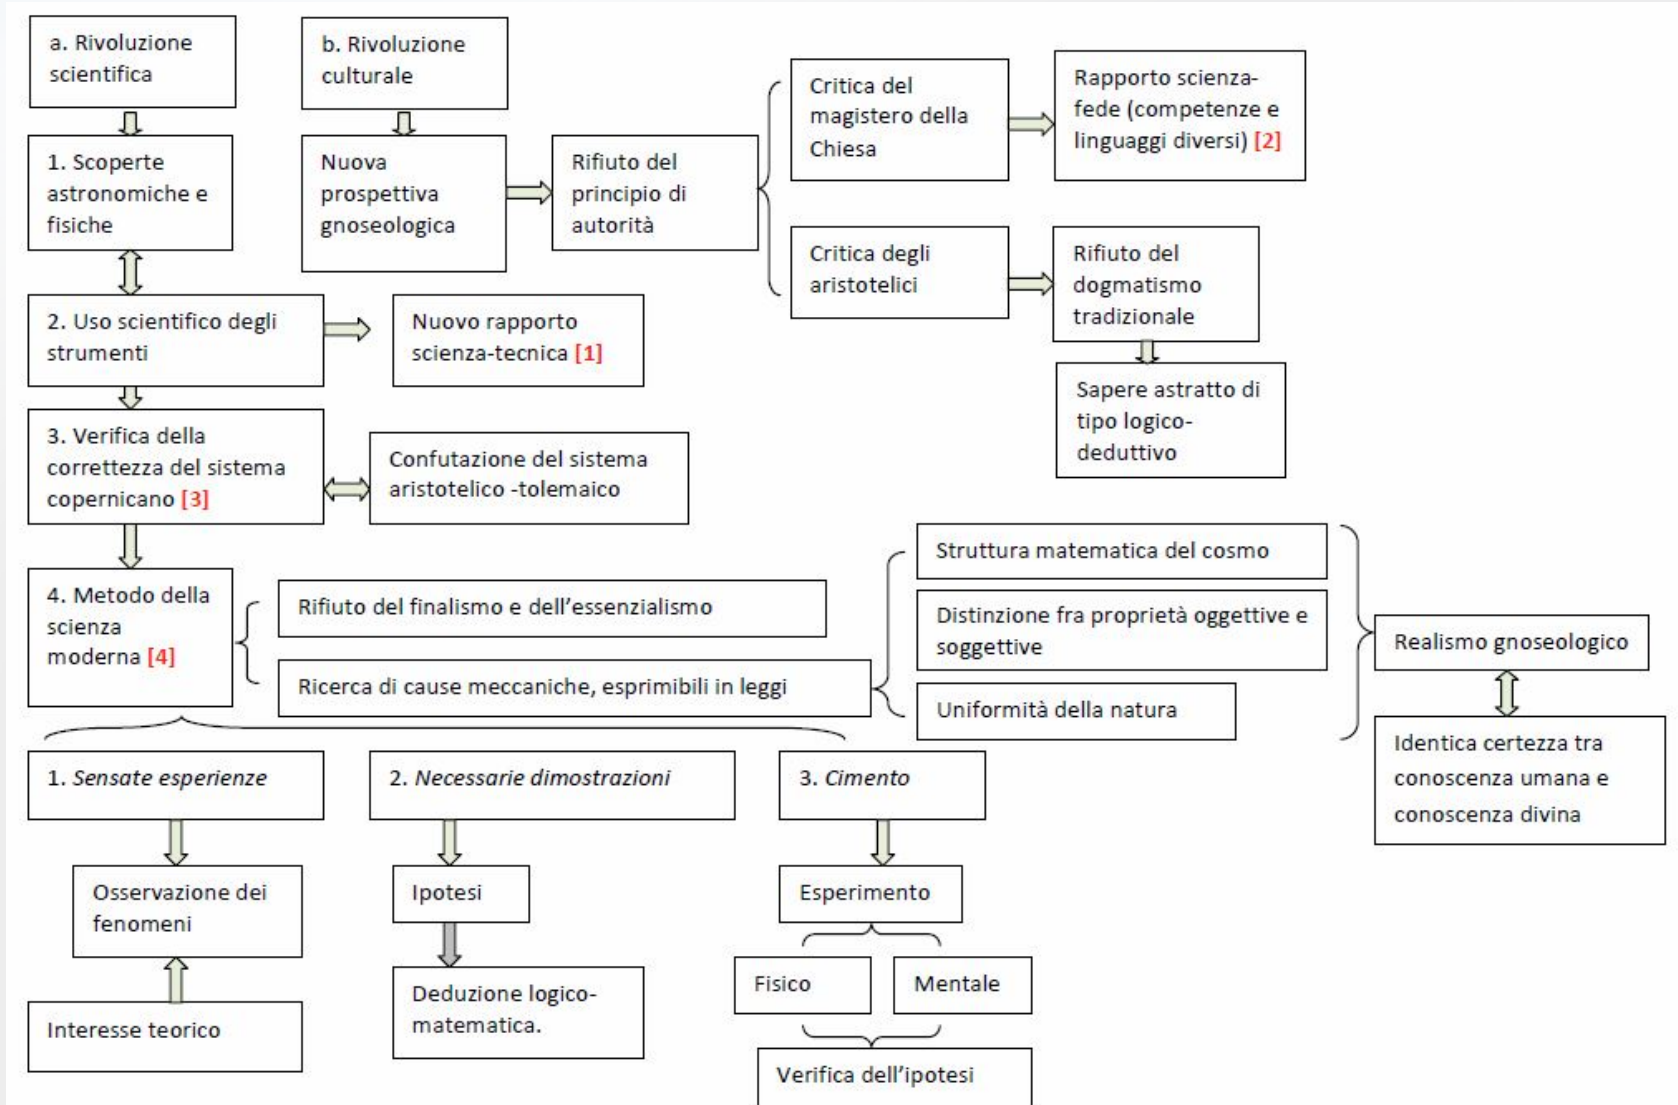 a. Rivoluzione
scientifica
b. Rivoluzione
culturale
1. Scoperte
astronomiche e
fisiche
Nuova
prospettiva
gnoseologica
Rifiuto del
principio di
autorità
Critica del
magistero della
Chiesa
Rapporto scienza-
fede (competenze e
linguaggi diversi) [2]
Critica degli
aristotelici
Rifiuto del
dogmatismo
tradizionale
Sapere astratto di
tipo logico-
deduttivo
2. Uso scientifico degli
strumenti
Nuovo rapporto
scienza-tecnica [1]
3. Verifica della
correttezza del sistema
copernicano [3]
Confutazione del sistema
aristotelico -tolemaico
4. Metodo della
scienza
moderna [4]
Rifiuto del finalismo e dell’essenzialismo
Ricerca di cause meccaniche, esprimibili in leggi
Struttura matematica del cosmo
Distinzione fra proprietà oggettive e
soggettive
Uniformità della natura
Realismo gnoseologico
Identica certezza tra
conoscenza umana e
conoscenza divina
1. Sensate esperienze
2. Necessarie dimostrazioni
3. Cimento
Osservazione dei
fenomeni
Interesse teorico
Ipotesi
Deduzione logico-
matematica.
Esperimento
Fisico
Mentale
Verifica dell’ipotesi